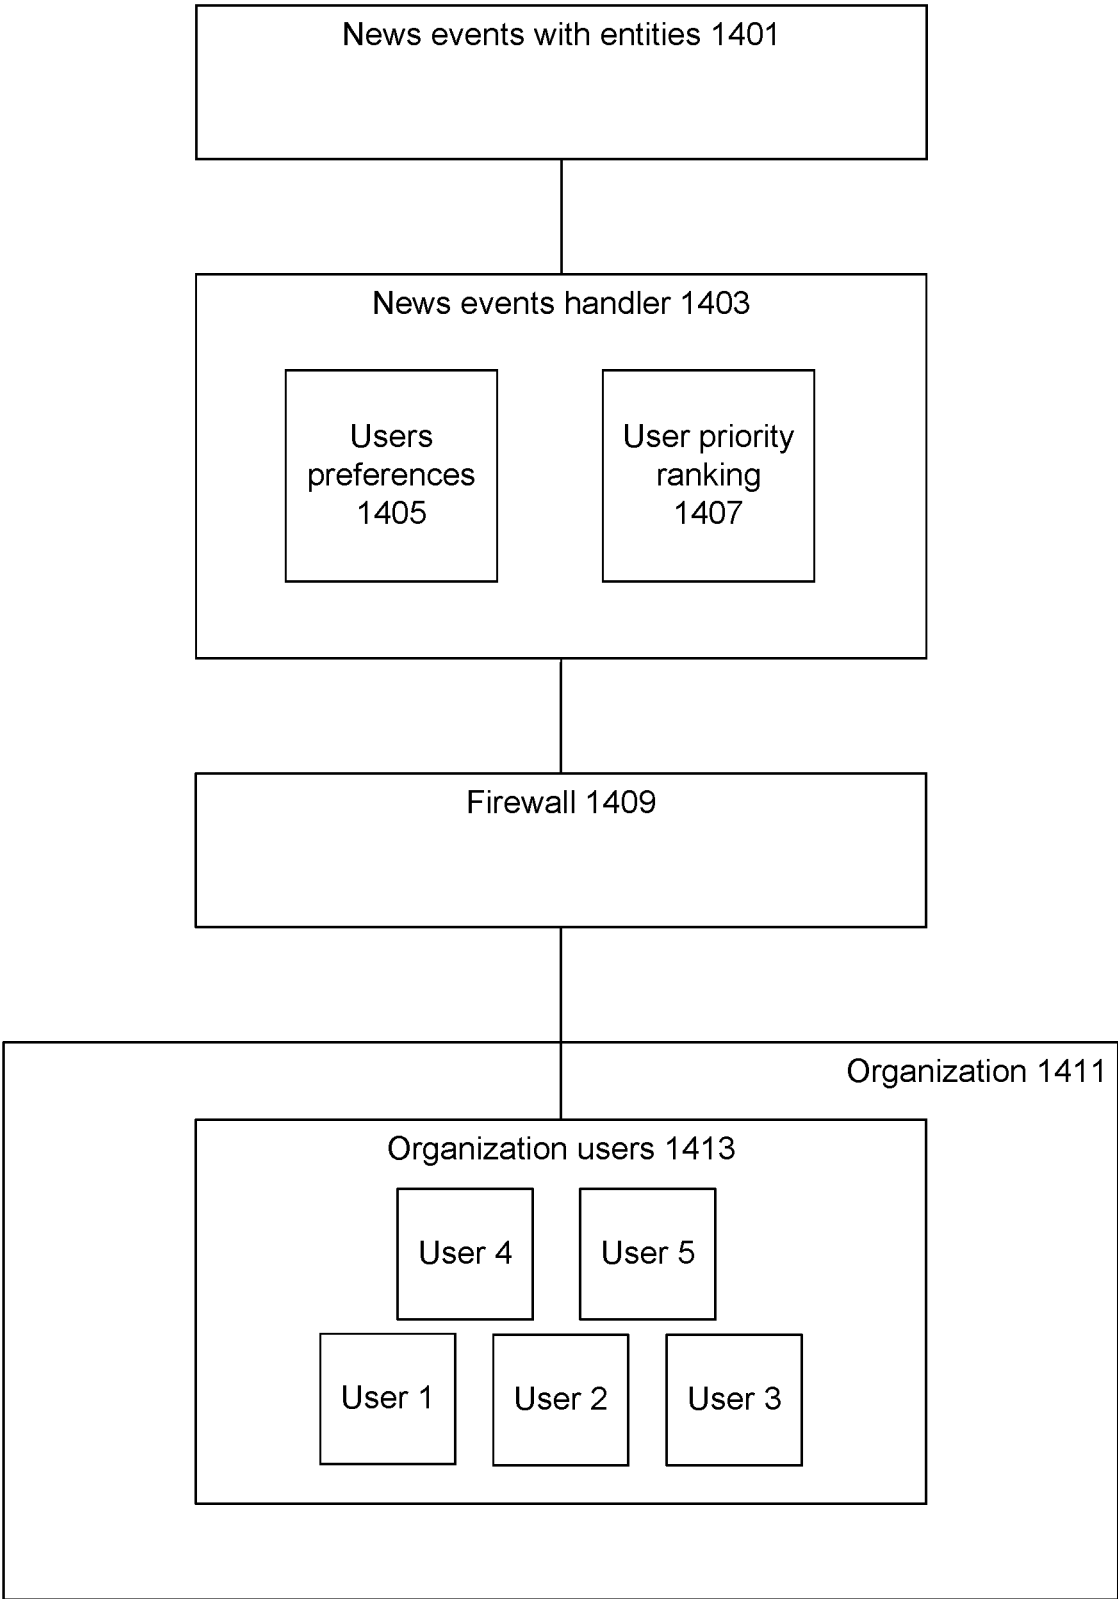 News events with entities 1401
News events handler 1403
Users
preferences
1405
User priority
ranking
1407
Firewall 1409
Organization 1411
Organization users 1413
User 4
User 5
User 1
User 2
User 3